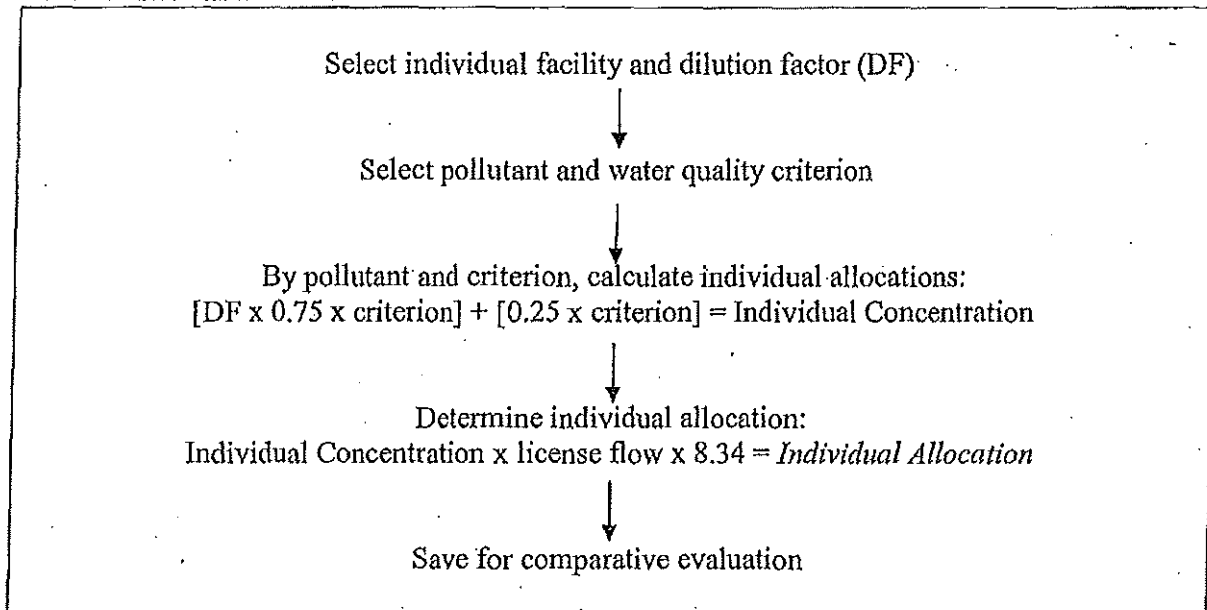 Select individual facility and dilution factor (DF)
Select pollutant and water quality criterion
By pollutant and criterion, calculate individual allocations:
[DF x 0.75 x criterion] + [0.25 x criterion] = Individual Concentration
Determine individual allocation:
Individual Concentration x license flow x 8.34 = Individual Allocation
Save for comparative evaluation